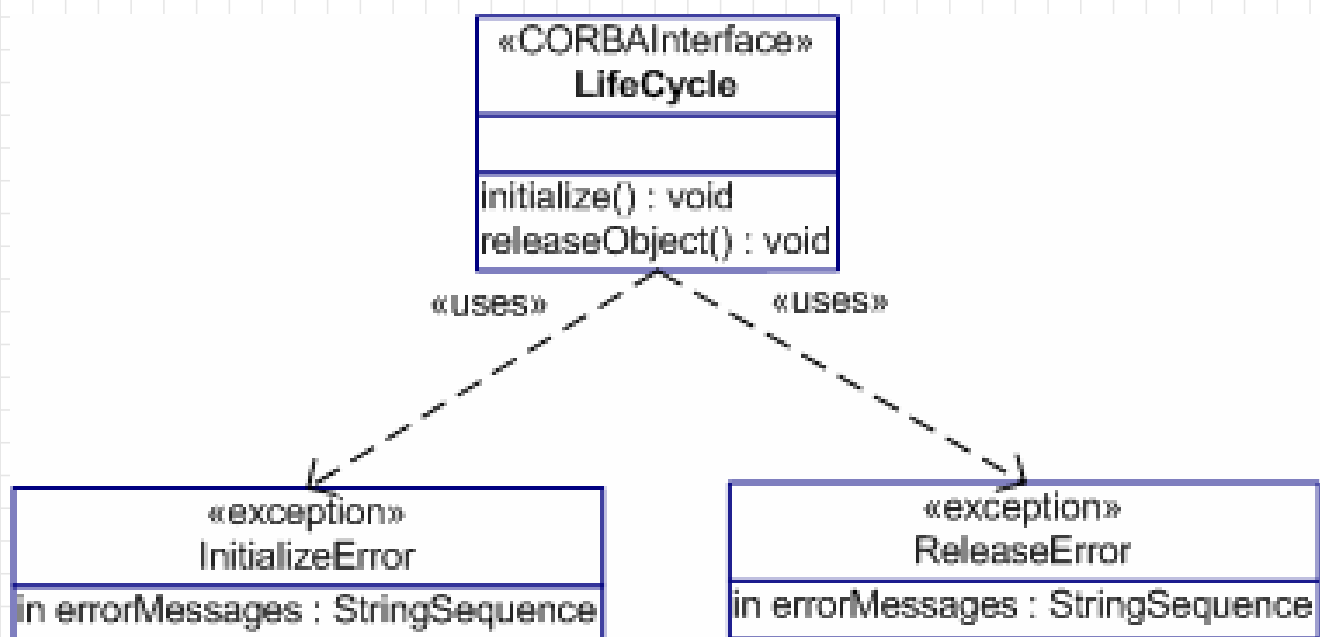 «CORBAInterface»
LifeCycle
initialize() : void
releaseObject() : void
«uses»
«uses»
«exception»
InitializeError
in errorMessages : StringSequence
«exception»
ReleaseError
in errorMessages : StringSequence